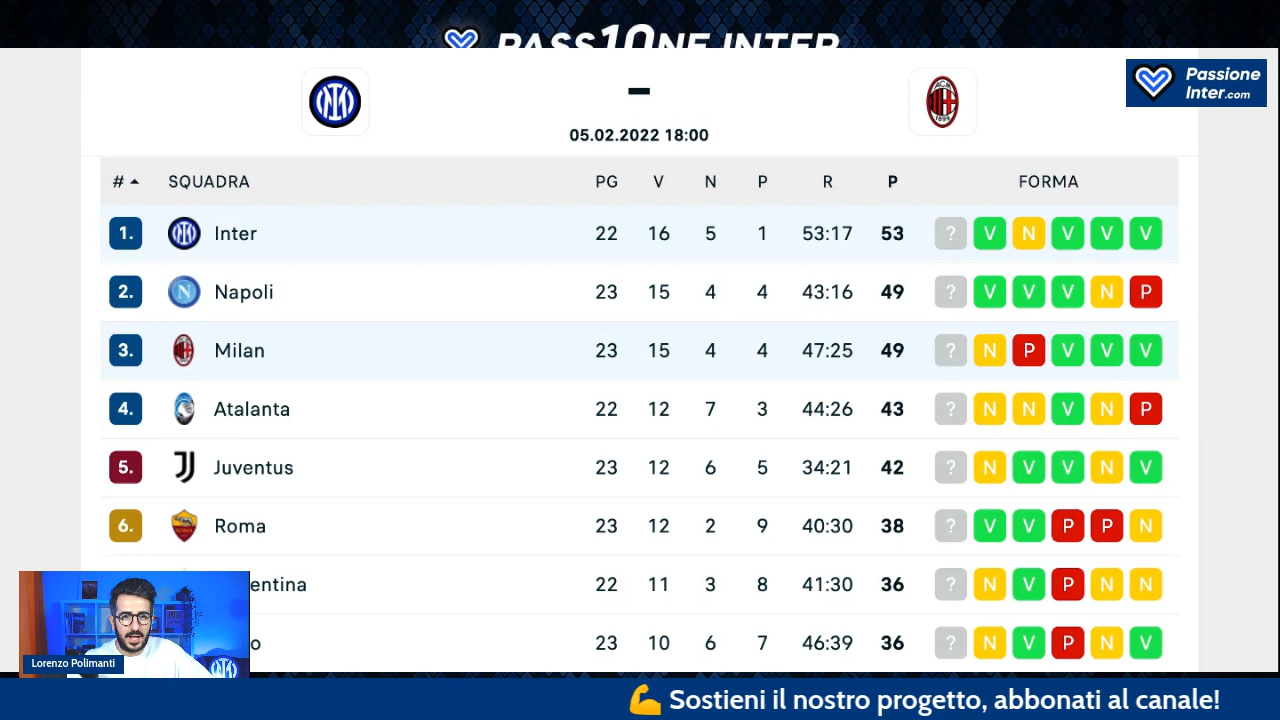 PASS10NE INTER
Passione
Inter.com
05.02.2022 18:00
# SQUADRA PG V N P R P FORMA
1. Inter 22 16 5 1 53:17 53 ? V N V V V
2. Napoli 23 15 4 4 43:16 49 ? V V V N P
3. Milan 23 15 4 4 47:25 49 ? N P V V V
4. Atalanta 22 12 7 3 44:26 43 ? N N V N P
5. Juventus 23 12 6 5 34:21 42 ? N V V N V
6. Roma 23 12 2 9 40:30 38 ? V V P P N
entina 22 11 3 8 41:30 36 ? N V P N N
o 23 10 6 7 46:39 36 ? N V P N V
Lorenzo Polimanti
Sostieni il nostro progetto, abbonati al canale!